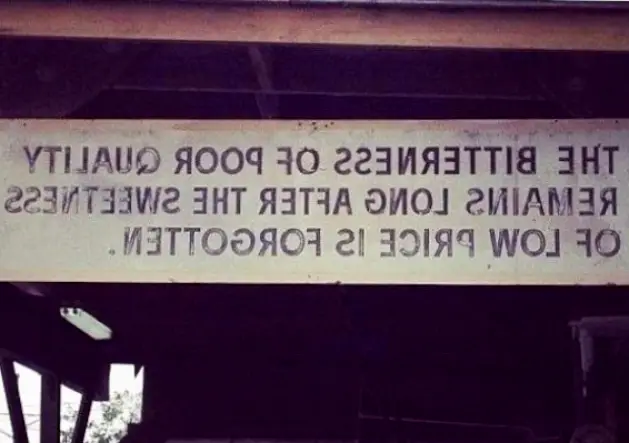 THE BITTERNESS OF POOR QUALITY
REMAINS LONG AFTER THE SWEETNESS
OF LOW PRICE IS FORGOTTEN.